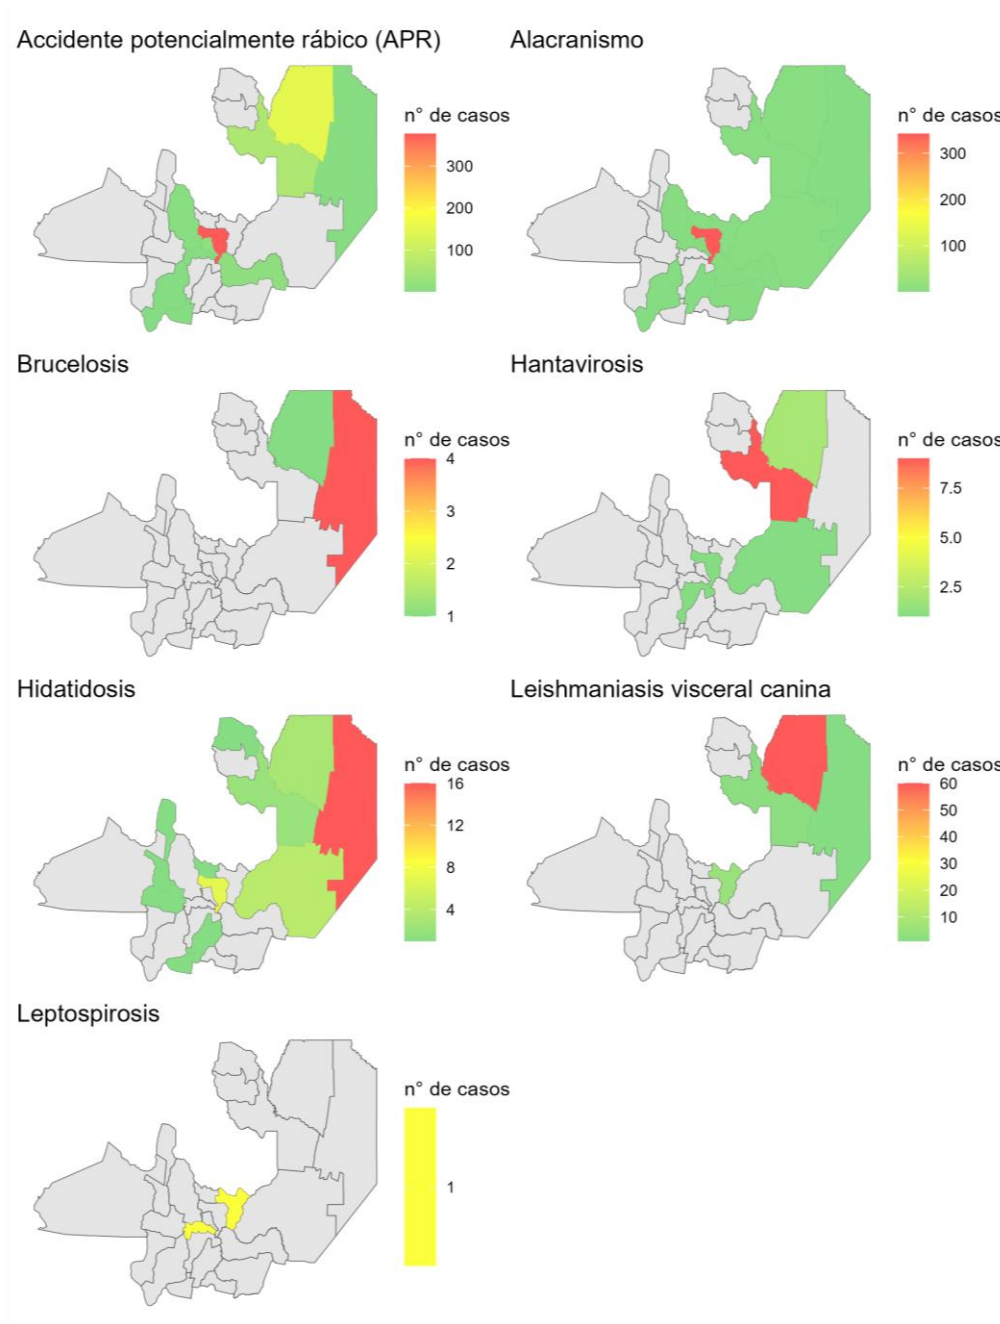 Accidente potencialmente rábico (APR)
n° de casos
300
200
100
Alacranismo
n° de casos
300
200
100
Brucelosis
n° de casos
4
3
2
1
Hantavirosis
n° de casos
7.5
5.0
2.5
Hidatidosis
n° de casos
16
12
8
4
Leishmaniasis visceral canina
n° de casos
60
50
40
30
20
10
Leptospirosis
n° de casos
1